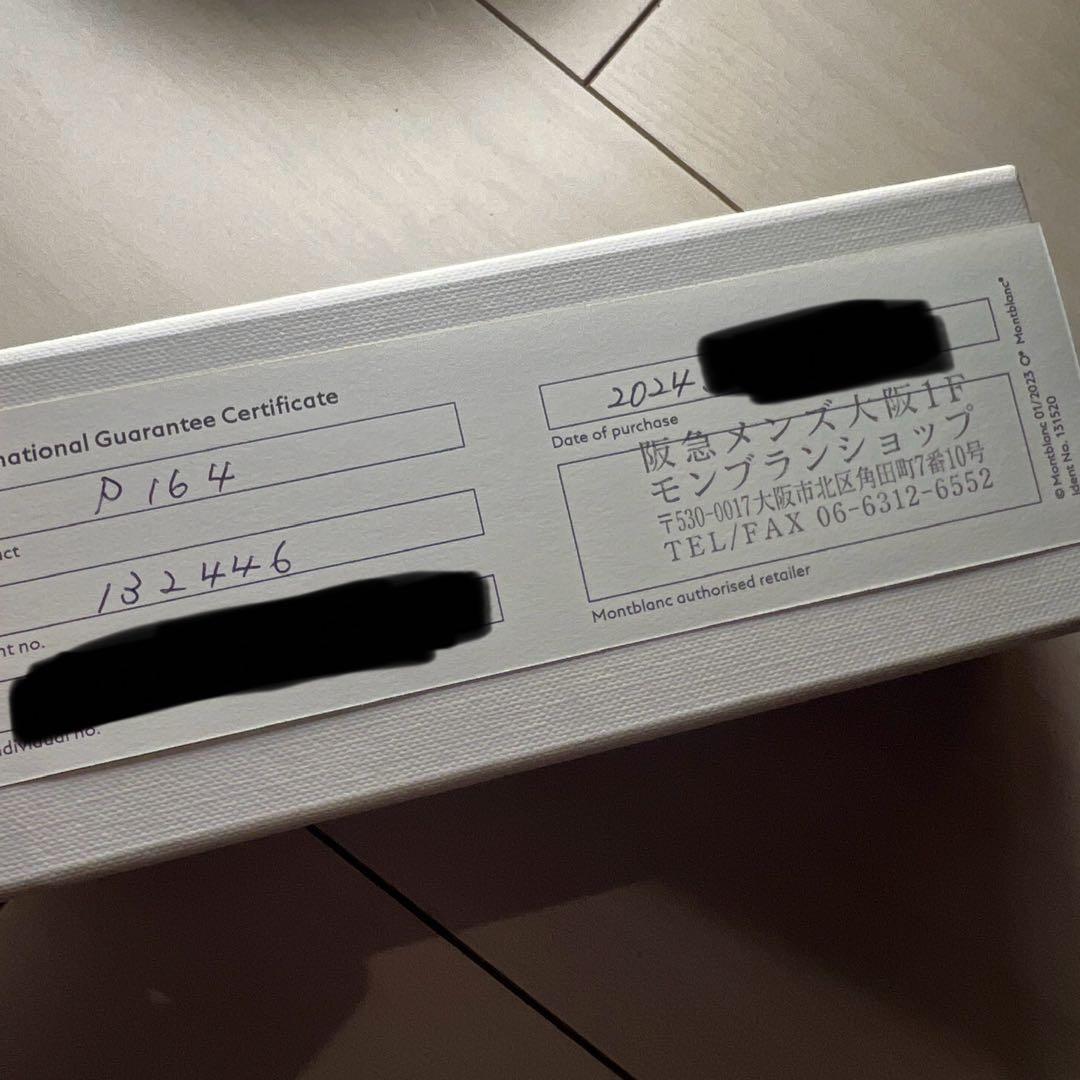 national Guarantee Certificate
P 164
ct
132446
nt no.
dividual no.
2024
Date of purchase
阪急メンズ大阪1F
モンブランショップ
〒530-0017大阪市北区角田町7番10号
TEL/FAX 06-6312-6552
Montblanc authorised retailer
© Montblanc 01/2023 Montblanc®
Ident No. 131520